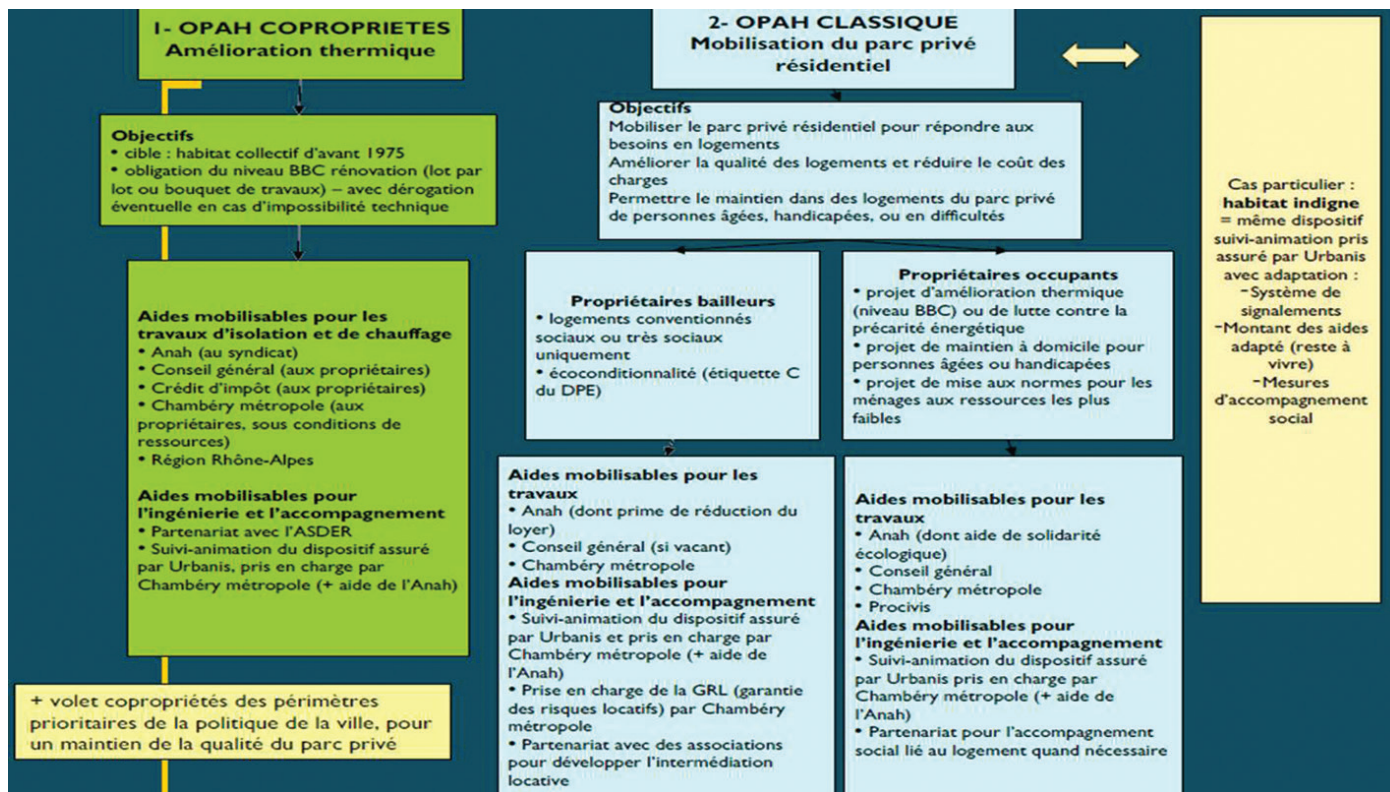 1- OPAH COPROPRIETES
Amélioration thermique
Objectifs
• cible : habitat collectif d'avant 1975
• obligation du niveau BBC rénovation (lot par
lot ou bouquet de travaux) – avec dérogation
éventuelle en cas d'impossibilité technique
Aides mobilisables pour les
travaux d'isolation et de chauffage
• Anah (au syndicat)
• Conseil général (aux propriétaires)
• Crédit d'impôt (aux propriétaires)
• Chambéry métropole (aux
propriétaires, sous conditions de
ressources)
• Région Rhône-Alpes
Aides mobilisables pour
l'ingénierie et l'accompagnement
• Partenariat avec l'ASDER
• Suivi-animation du dispositif assuré
par Urbanis, pris en charge par
Chambéry métropole (+ aide de l'Anah)
+ volet copropriétés des périmètres
prioritaires de la politique de la ville, pour
un maintien de la qualité du parc privé
2- OPAH CLASSIQUE
Mobilisation du parc privé
résidentiel
Objectifs
Mobiliser le parc privé résidentiel pour répondre aux
besoins en logements
Améliorer la qualité des logements et réduire le coût des
charges
Permettre le maintien dans des logements du parc privé
de personnes âgées, handicapées, ou en difficultés
Propriétaires bailleurs
• logements conventionnés
sociaux ou très sociaux
uniquement
• écoconditionnalité (étiquette C
du DPE)
Aides mobilisables pour les
travaux
• Anah (dont prime de réduction du
loyer)
• Conseil général (si vacant)
• Chambéry métropole
Aides mobilisables pour
l'ingénierie et l'accompagnement
• Suivi-animation du dispositif assuré
par Urbanis et pris en charge par
Chambéry métropole (+ aide de
l'Anah)
• Prise en charge de la GRL (garantie
des risques locatifs) par Chambéry
métropole
• Partenariat avec des associations
pour développer l'intermédiation
locative
Propriétaires occupants
• projet d'amélioration thermique
(niveau BBC) ou de lutte contre la
précarité énergétique
• projet de maintien à domicile pour
personnes âgées ou handicapées
• projet de mise aux normes pour les
ménages aux ressources les plus
faibles
Aides mobilisables pour les
travaux
• Anah (dont aide de solidarité
écologique)
• Conseil général
• Chambéry métropole
• Procivis
Aides mobilisables pour
l'ingénierie et l'accompagnement
• Suivi-animation du dispositif assuré
par Urbanis pris en charge par
Chambéry métropole (+ aide de
l'Anah)
• Partenariat pour l'accompagnement
social lié au logement quand nécessaire
Cas particulier :
habitat indigne
= même dispositif
suivi-animation pris
assuré par Urbanis
avec adaptation :
-Système de
signalements
-Montant des aides
adapté (reste à
vivre)
-Mesures
d'accompagnement
social